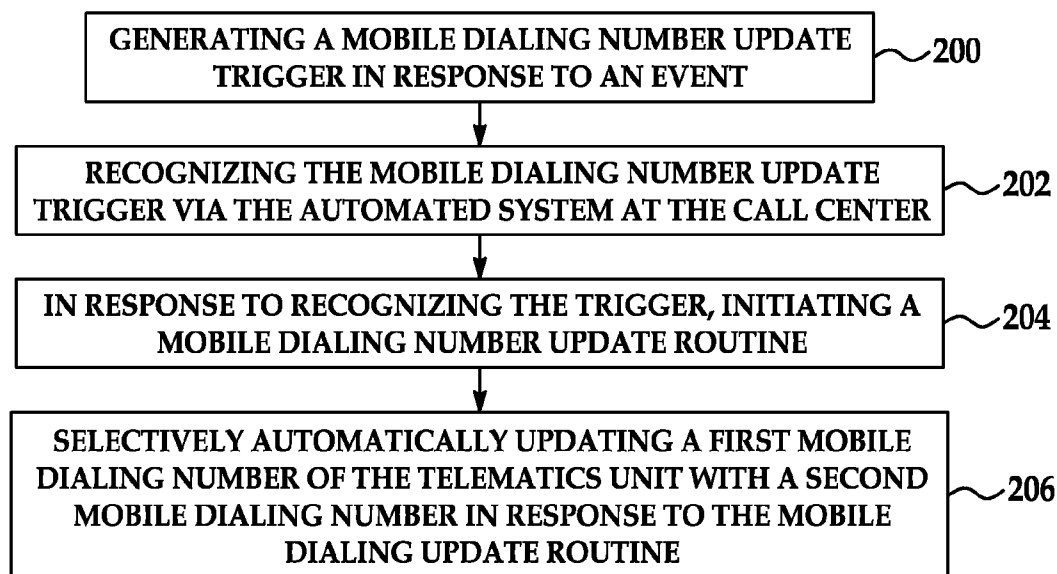 GENERATING A MOBILE DIALING NUMBER UPDATE
TRIGGER IN RESPONSE TO AN EVENT
200
RECOGNIZING THE MOBILE DIALING NUMBER UPDATE
TRIGGER VIA THE AUTOMATED SYSTEM AT THE CALL CENTER
202
IN RESPONSE TO RECOGNIZING THE TRIGGER, INITIATING A
MOBILE DIALING NUMBER UPDATE ROUTINE
204
SELECTIVELY AUTOMATICALLY UPDATING A FIRST MOBILE
DIALING NUMBER OF THE TELEMATICS UNIT WITH A SECOND
MOBILE DIALING NUMBER IN RESPONSE TO THE MOBILE
DIALING UPDATE ROUTINE
206